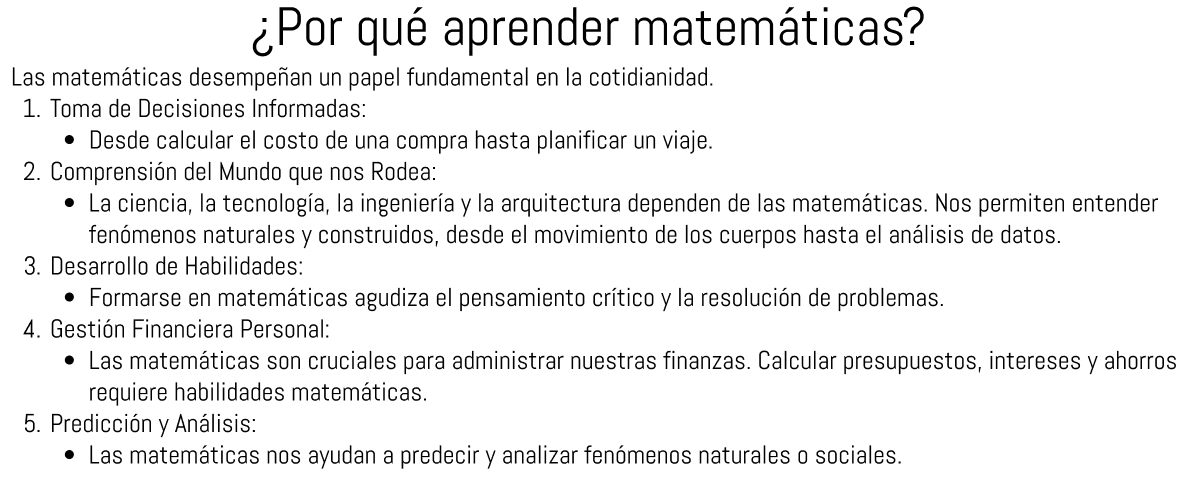 ¿Por qué aprender matemáticas?
Las matemáticas desempeñan un papel fundamental en la cotidianidad.
1. Toma de Decisiones Informadas:
• Desde calcular el costo de una compra hasta planificar un viaje.
2. Comprensión del Mundo que nos Rodea:
• La ciencia, la tecnología, la ingeniería y la arquitectura dependen de las matemáticas. Nos permiten entender
fenómenos naturales y construidos, desde el movimiento de los cuerpos hasta el análisis de datos.
3. Desarrollo de Habilidades:
• Formarse en matemáticas agudiza el pensamiento crítico y la resolución de problemas.
4. Gestión Financiera Personal:
• Las matemáticas son cruciales para administrar nuestras finanzas. Calcular presupuestos, intereses y ahorros
requiere habilidades matemáticas.
5. Predicción y Análisis:
• Las matemáticas nos ayudan a predecir y analizar fenómenos naturales o sociales.